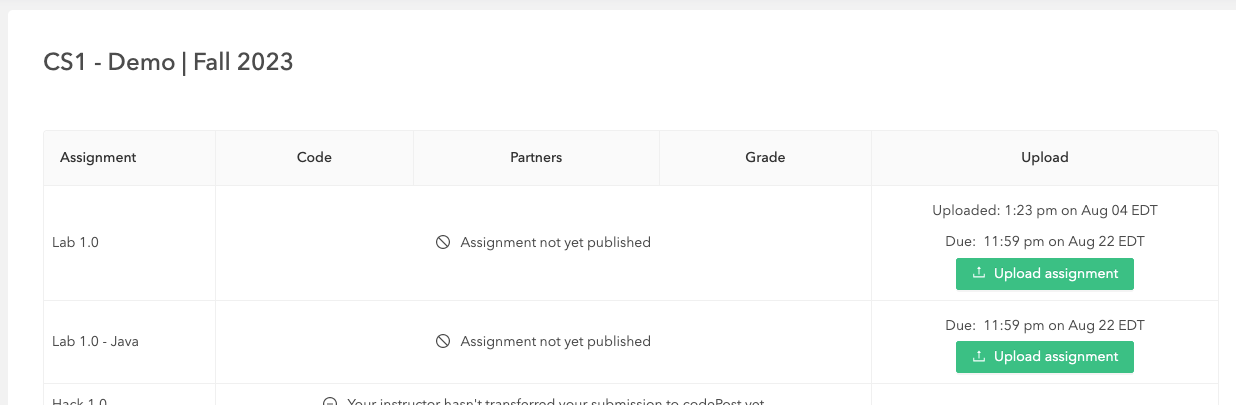 CS1 - Demo | Fall 2023
Assignment Code Partners Grade Upload
Lab 1.0
Assignment not yet published
Uploaded: 1:23 pm on Aug 04 EDT
Due: 11:59 pm on Aug 22 EDT
Upload assignment
Lab 1.0 - Java
Assignment not yet published
Due: 11:59 pm on Aug 22 EDT
Upload assignment
Hack 1.0
Your instructor hasn't transferred your submission to codePost yet